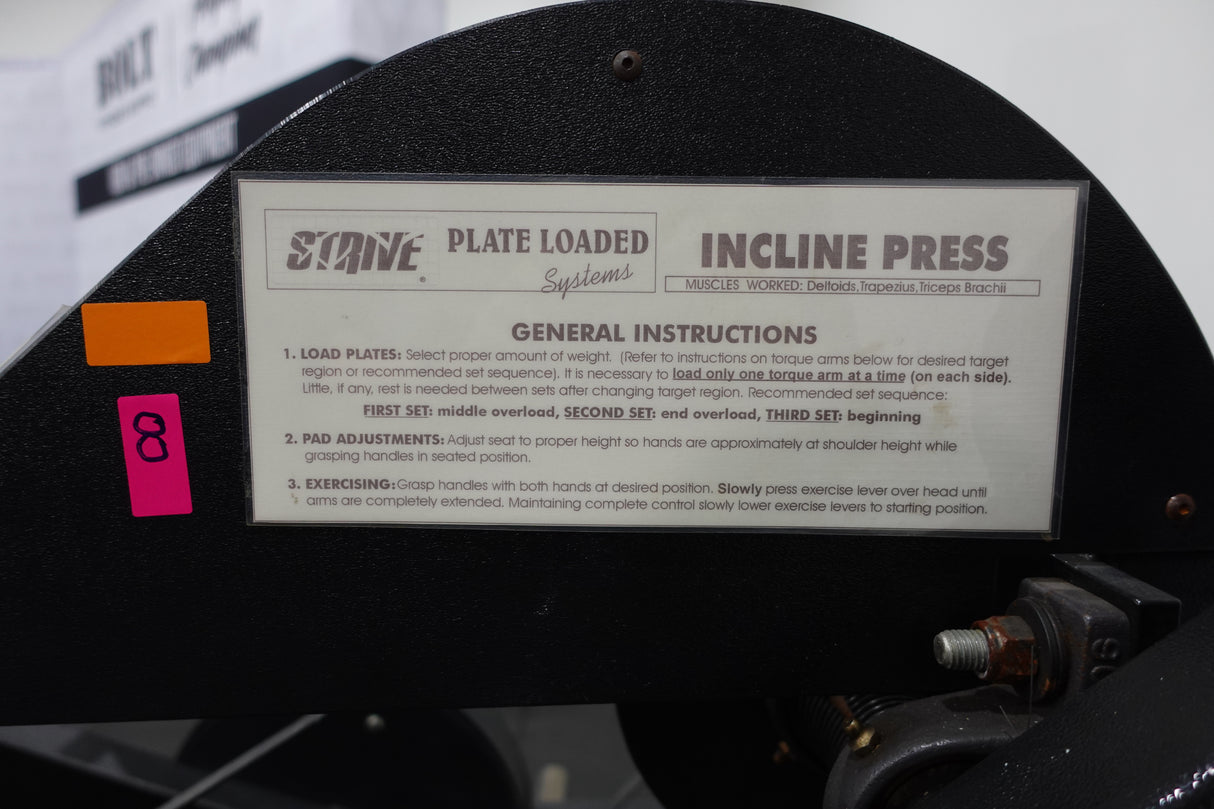 BOLT
STRIVE®
PLATE LOADED
Systems
INCLINE PRESS
MUSCLES WORKED: Deltoids,Trapezius,Triceps Brachii
GENERAL INSTRUCTIONS
1. LOAD PLATES: Select proper amount of weight. (Refer to instructions on torque arms below for desired target
region or recommended set sequence). It is necessary to load only one torque arm at a time (on each side).
Little, if any, rest is needed between sets after changing target region. Recommended set sequence:
FIRST SET: middle overload, SECOND SET: end overload, THIRD SET: beginning
2. PAD ADJUSTMENTS: Adjust seat to proper height so hands are approximately at shoulder height while
grasping handles in seated position.
3. EXERCISING: Grasp handles with both hands at desired position. Slowly press exercise lever over head until
arms are completely extended. Maintaining complete control slowly lower exercise levers to starting position.
8